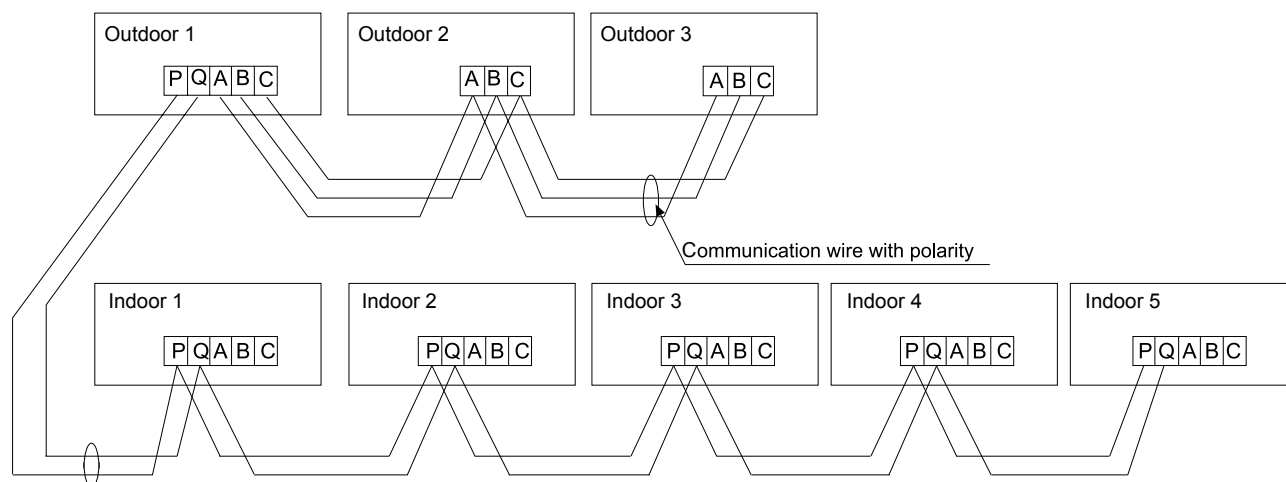 Outdoor 1 Outdoor 2 Outdoor 3
P Q A B C A B C A B C
Communication wire with polarity
Indoor 1 Indoor 2 Indoor 3 Indoor 4 Indoor 5
P Q A B C P Q A B C P Q A B C P Q A B C P Q A B C